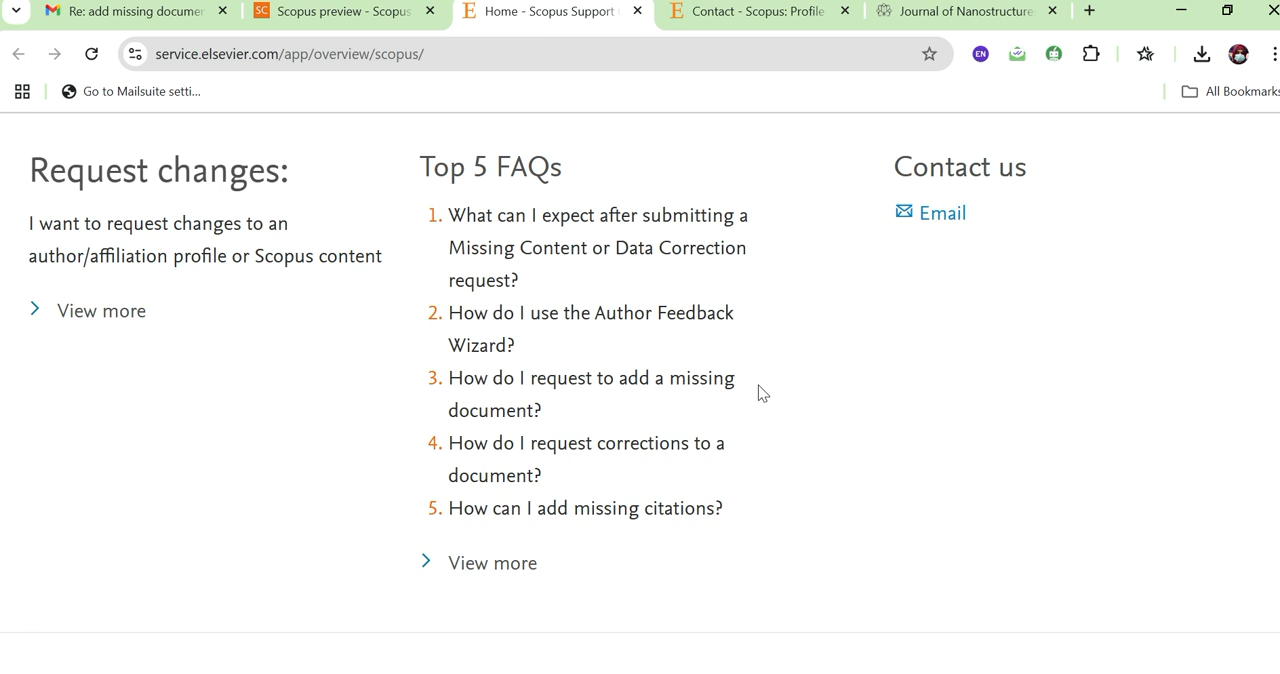 Re: add missing documer
SC Scopus preview - Scopus
Home - Scopus Support
Contact - Scopus: Profile
Journal of Nanostructure
service.elsevier.com/app/overview/scopus/
EN
Go to Mailsuite setti...
All Bookmarks
Request changes:
I want to request changes to an
author/affiliation profile or Scopus content
View more
Top 5 FAQs
1. What can I expect after submitting a
Missing Content or Data Correction
request?
2. How do I use the Author Feedback
Wizard?
3. How do I request to add a missing
document?
4. How do I request corrections to a
document?
5. How can I add missing citations?
View more
Contact us
Email